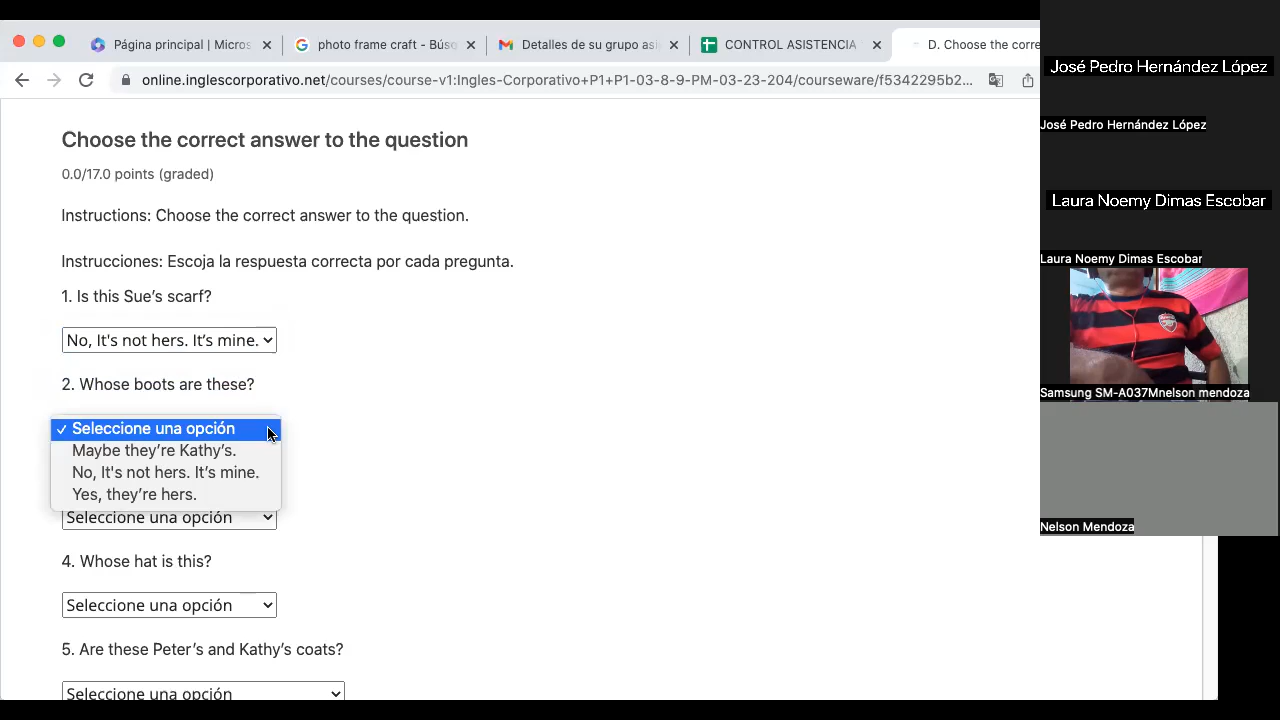 Página principal | Micros
photo frame craft - Búsq
Detalles de su grupo asi
CONTROL ASISTENCIA
D. Choose the corre
online.inglescorporativo.net/courses/course-v1:Ingles-Corporativo+P1+P1-03-8-9-PM-03-23-204/courseware/f5342295b2...
Choose the correct answer to the question
0.0/17.0 points (graded)
Instructions: Choose the correct answer to the question.
Instrucciones: Escoja la respuesta correcta por cada pregunta.
1. Is this Sue’s scarf?
No, It's not hers. It’s mine.
2. Whose boots are these?
✓ Seleccione una opción
Maybe they’re Kathy’s.
No, It's not hers. It’s mine.
Yes, they’re hers.
Seleccione una opción
4. Whose hat is this?
Seleccione una opción
5. Are these Peter’s and Kathy’s coats?
Seleccione una opción
José Pedro Hernández López
José Pedro Hernández López
Laura Noemy Dimas Escobar
Laura Noemy Dimas Escobar
Samsung SM-A037Mnelson mendoza
Nelson Mendoza